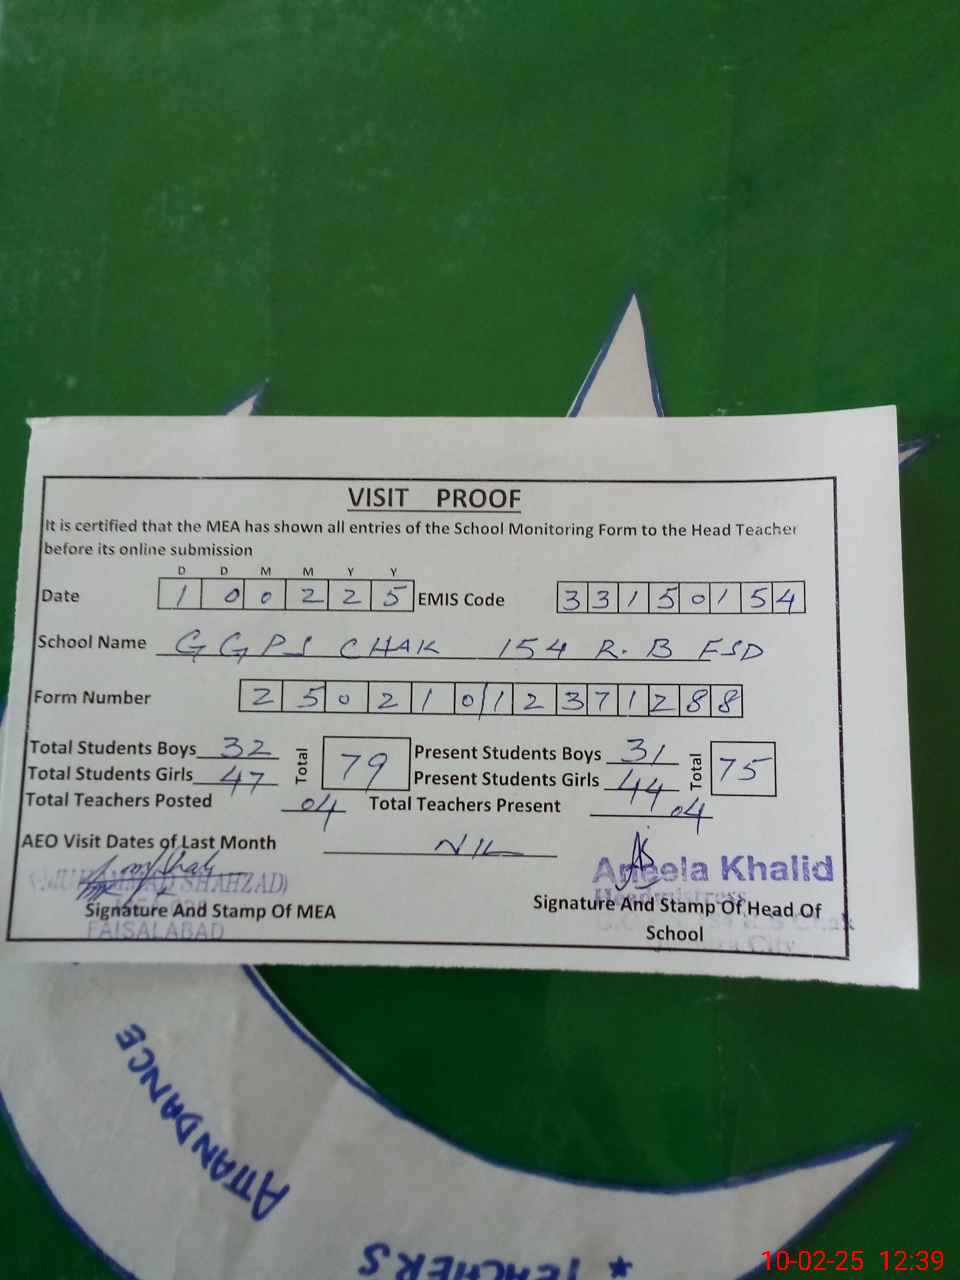 VISIT PROOF
It is certified that the MEA has shown all entries of the School Monitoring Form to the Head Teacher
before its online submission
D D M M Y Y
Date 1 0 0 2 2 5 EMIS Code 3 3 1 5 0 1 5 4
School Name GGPS CHAK 154 R.B FSD
Form Number 2 5 0 2 1 0 1 2 3 7 1 2 8 8
Total Students Boys 32 Total 79 Present Students Boys 31 Total 75
Total Students Girls 47 Present Students Girls 44
Total Teachers Posted 04 Total Teachers Present 04
AEO Visit Dates of Last Month NIL
(MUHAMMAD SHAHZAD) Aneela Khalid
Headmistress
Signature And Stamp Of MEA Signature And Stamp Of Head Of
School
FAISALABAD City
ATTANDANCE
* TEACHERS
10-02-25 12:39